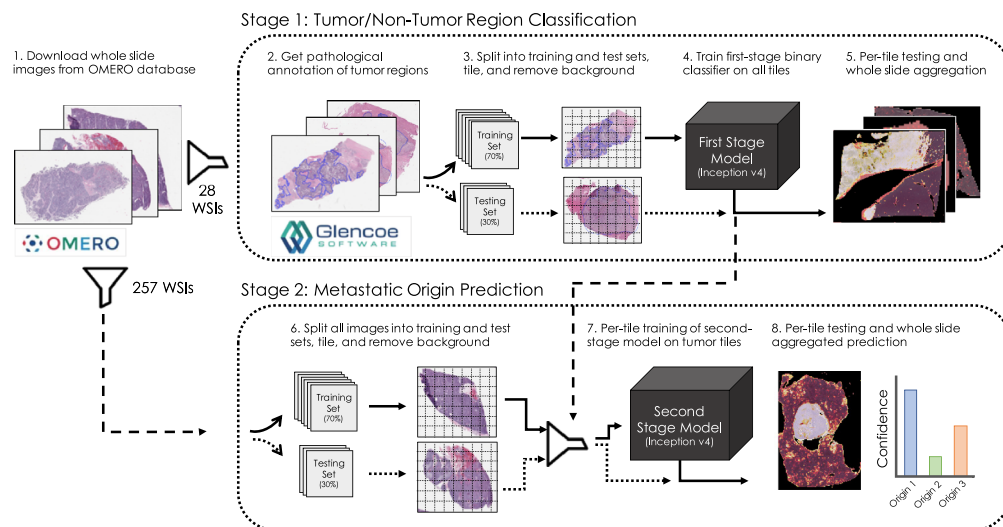 Stage 1: Tumor/Non-Tumor Region Classification
1. Download whole slide
images from OMERO database
2. Get pathological
annotation of tumor regions
3. Split into training and test sets,
tile, and remove background
4. Train first-stage binary
classifier on all tiles
5. Per-tile testing and
whole slide aggregation
28
WSIs
Training
Set
(70%)
Testing
Set
(30%)
First Stage
Model
(Inception v4)
OMERO
Glencoe
SOFTWARE
257 WSIs
Stage 2: Metastatic Origin Prediction
6. Split all images into training and test
sets, tile, and remove background
7. Per-tile training of second-
stage model on tumor tiles
8. Per-tile testing and whole slide
aggregated prediction
Training
Set
(70%)
Testing
Set
(30%)
Second
Stage Model
(Inception v4)
Confidence
Origin 1
Origin 2
Origin 3